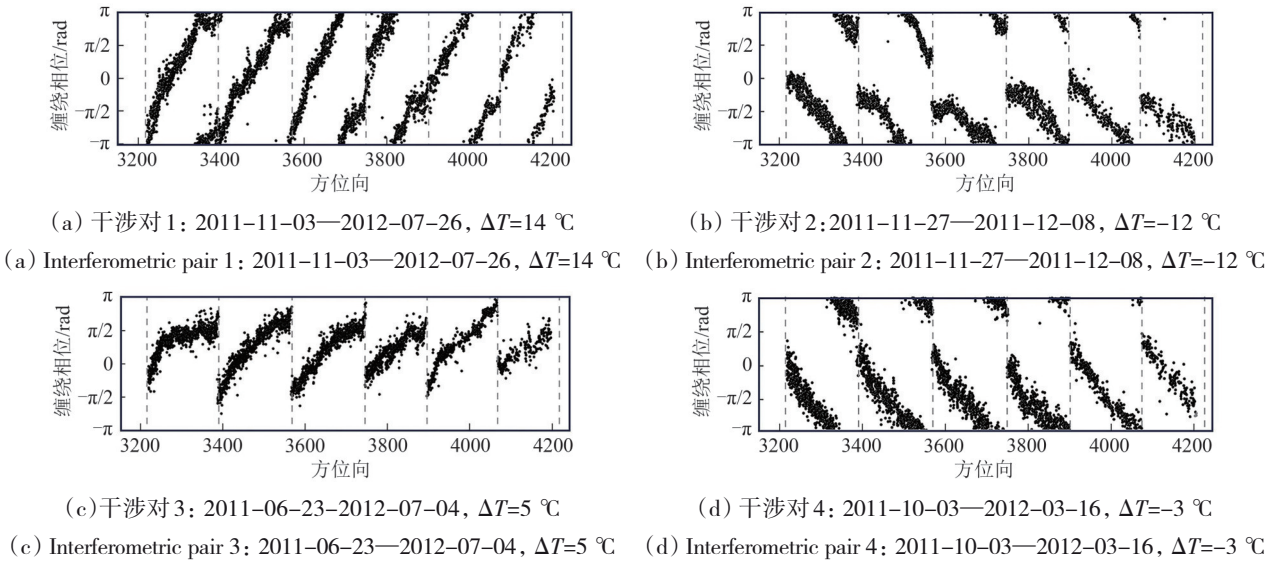 π
π/2
0
−π/2
−π
缠绕相位/rad
3200 3400 3600 3800 4000 4200
方位向
(a) 干涉对1: 2011-11-03—2012-07-26, ΔT=14 ℃
(a) Interferometric pair 1: 2011-11-03—2012-07-26, ΔT=14 ℃
π
π/2
0
−π/2
−π
缠绕相位/rad
3200 3400 3600 3800 4000 4200
方位向
(b) 干涉对2:2011-11-27—2011-12-08, ΔT=-12 ℃
(b) Interferometric pair 2: 2011-11-27—2011-12-08, ΔT=-12 ℃
π
π/2
0
−π/2
−π
缠绕相位/rad
3200 3400 3600 3800 4000 4200
方位向
(c)干涉对3: 2011-06-23-2012-07-04, ΔT=5 ℃
(c) Interferometric pair 3: 2011-06-23—2012-07-04, ΔT=5 ℃
π
π/2
0
−π/2
−π
缠绕相位/rad
3200 3400 3600 3800 4000 4200
方位向
(d) 干涉对4: 2011-10-03—2012-03-16, ΔT=-3 ℃
(d) Interferometric pair 4: 2011-10-03—2012-03-16, ΔT=-3 ℃